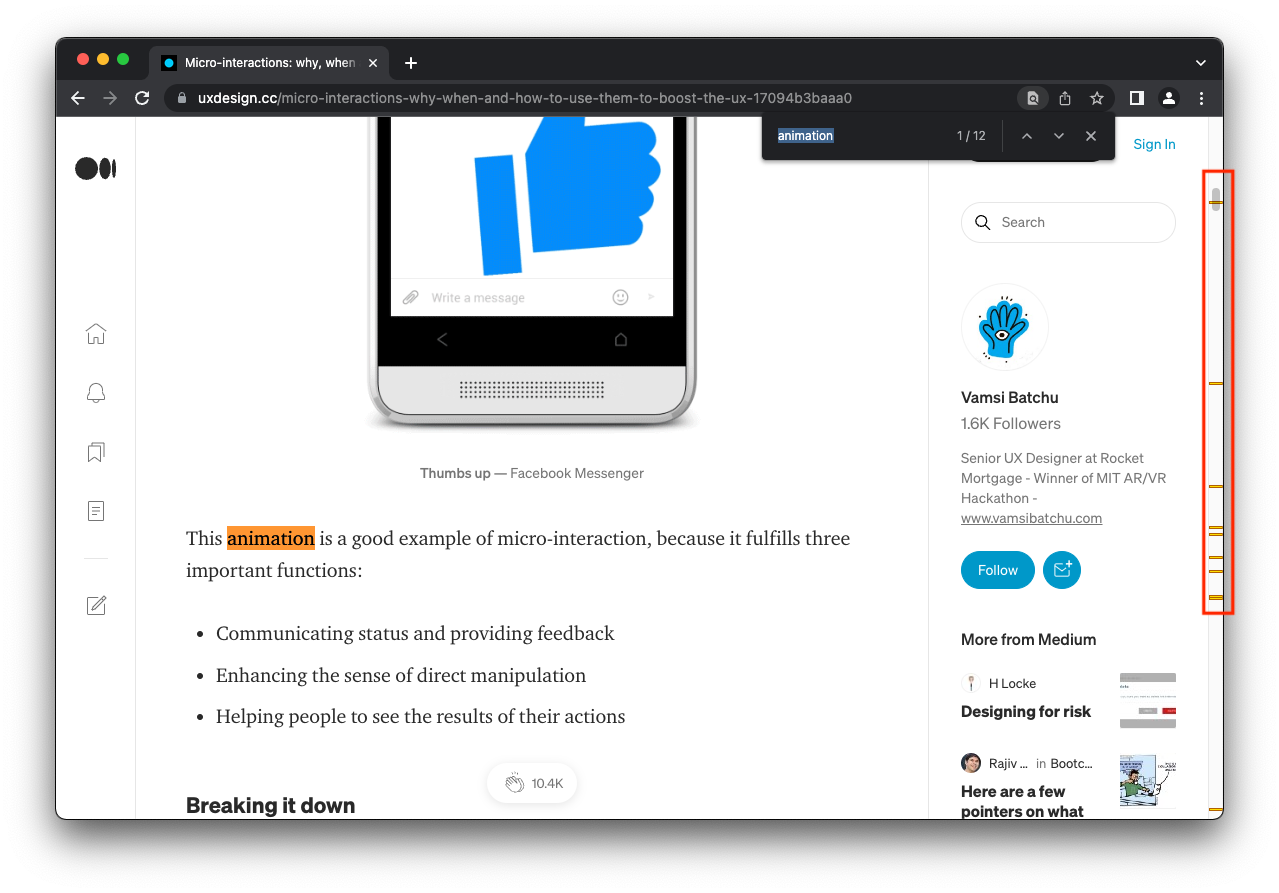 Micro-interactions: why, when
uxdesign.cc/micro-interactions-why-when-and-how-to-use-them-to-boost-the-ux-17094b3baaa0
animation 1 / 12
Sign In
Search
Write a message
Thumbs up — Facebook Messenger
This animation is a good example of micro-interaction, because it fulfills three
important functions:
Communicating status and providing feedback
Enhancing the sense of direct manipulation
Helping people to see the results of their actions
10.4K
Breaking it down
Vamsi Batchu
1.6K Followers
Senior UX Designer at Rocket
Mortgage - Winner of MIT AR/VR
Hackathon -
www.vamsibatchu.com
Follow
More from Medium
H Locke
Designing for risk
Rajiv ... in Bootc...
Here are a few
pointers on what